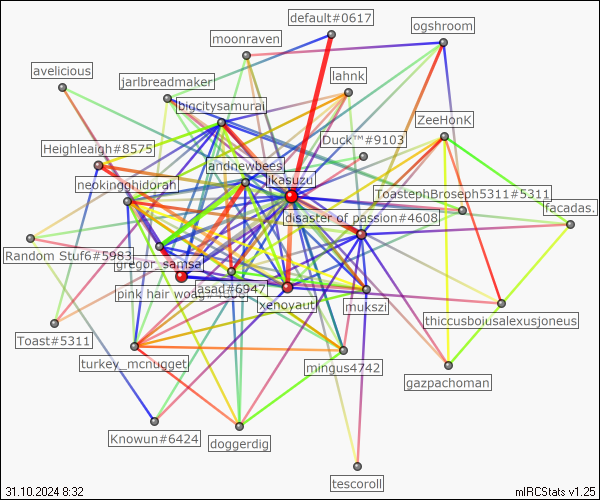 default#0617
ogshroom
moonraven
avelicious
lahnk
jarlbreadmaker
bigcitysamurai
ZeeHonK
Duck™#9103
Heighleaigh#8575
andnewbees
ikasuzu
neokingghidorah
ToastephBroseph5311#5311
facadas.
disaster of passion#4608
Random Stuf6#5983
gregor_samsa
pink hair woag
asad#6947
xenoyaut
mukszi
thiccusboiusalexusjoneus
Toast#5311
turkey_mcnugget
mingus4742
gazpachoman
Knowun#6424
doggerdig
tescoroll
31.10.2024 8:32
mIRCStats v1.25